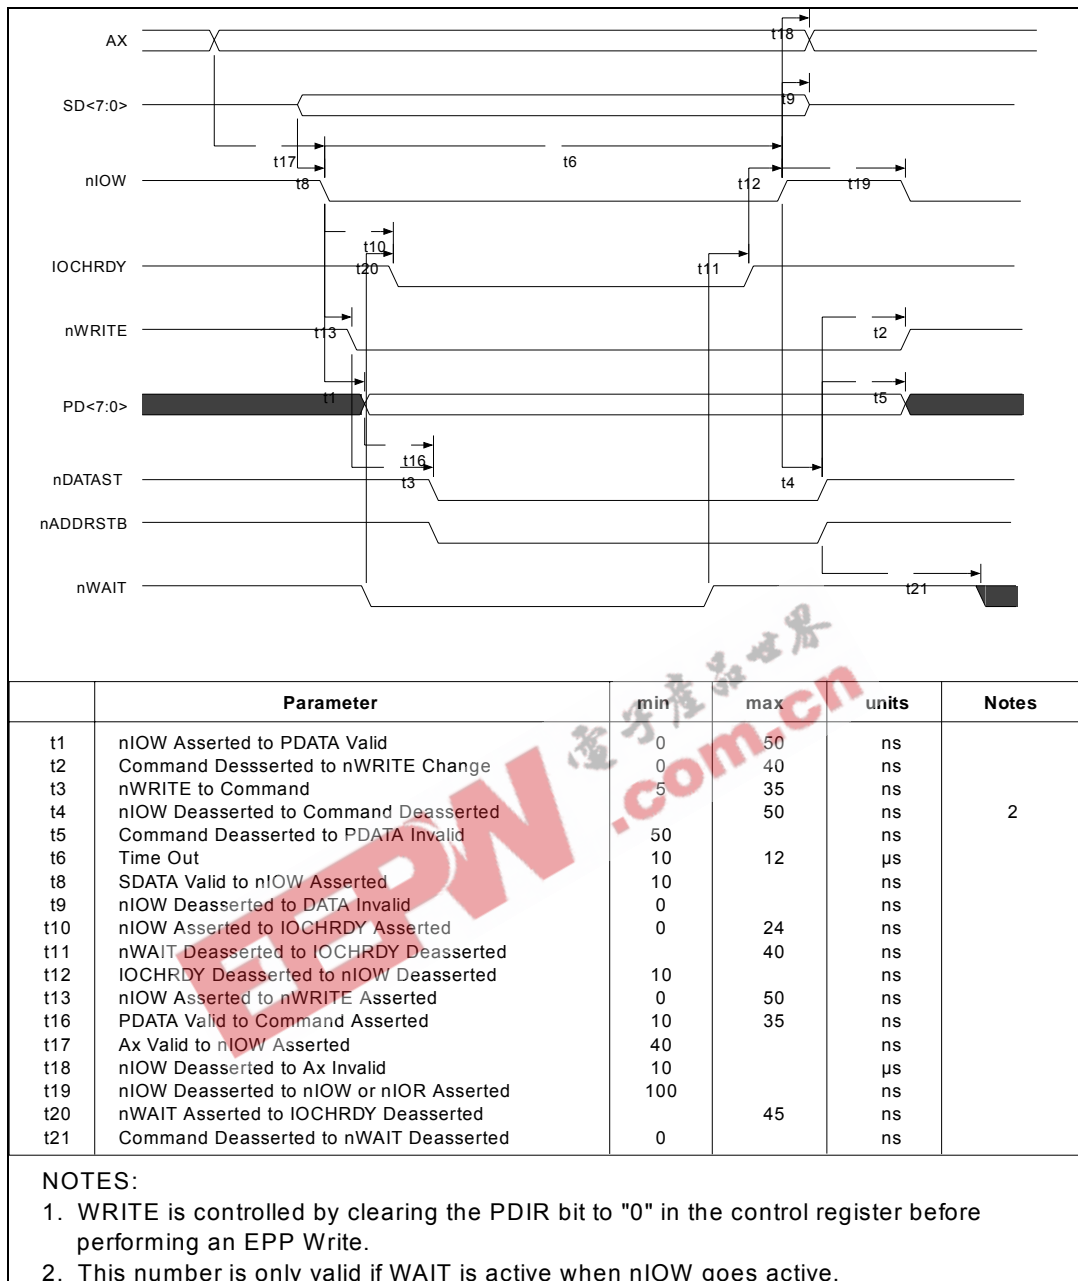 AX
t18
SD<7:0>
t9
t17
t6
nIOW
t8
t12
t19
t10
IOCHRDY
t20
t11
nWRITE
t13
t2
PD<7:0>
t1
t5
t16
nDATAST
t3
t4
nADDRSTB
nWAIT
t21
Parameter min max units Notes
t1 nIOW Asserted to PDATA Valid 0 50 ns
t2 Command Dessserted to nWRITE Change 0 40 ns
t3 nWRITE to Command 5 35 ns
t4 nIOW Deasserted to Command Deasserted 50 ns 2
t5 Command Deasserted to PDATA Invalid 50 ns
t6 Time Out 10 12 µs
t8 SDATA Valid to nIOW Asserted 10 ns
t9 nIOW Deasserted to DATA Invalid 0 ns
t10 nIOW Asserted to IOCHRDY Asserted 0 24 ns
t11 nWAIT Deasserted to IOCHRDY Deasserted 40 ns
t12 IOCHRDY Deasserted to nIOW Deasserted 10 ns
t13 nIOW Asserted to nWRITE Asserted 0 50 ns
t16 PDATA Valid to Command Asserted 10 35 ns
t17 Ax Valid to nIOW Asserted 40 ns
t18 nIOW Deasserted to Ax Invalid 10 µs
t19 nIOW Deasserted to nIOW or nIOR Asserted 100 ns
t20 nWAIT Asserted to IOCHRDY Deasserted 45 ns
t21 Command Deasserted to nWAIT Deasserted 0 ns
EEPW.com.cn
電子產品世界
NOTES:
1. WRITE is controlled by clearing the PDIR bit to "0" in the control register before
performing an EPP Write.
2. This number is only valid if WAIT is active when nIOW goes active.